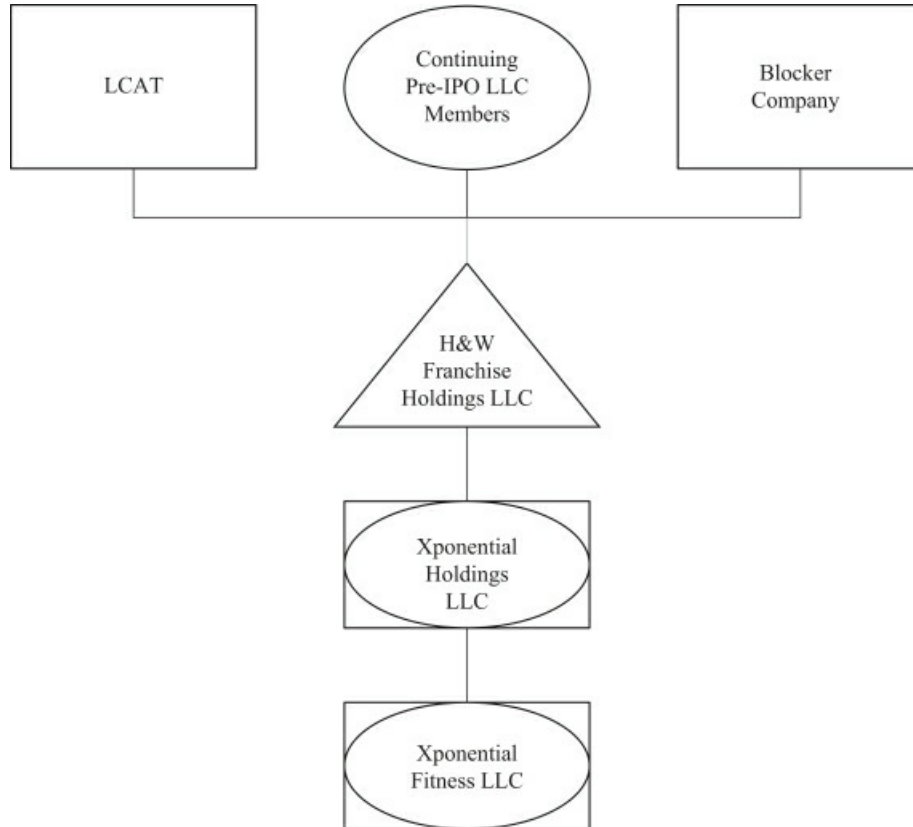 LCAT
Continuing
Pre-IPO LLC
Members
Blocker
Company
H&W
Franchise
Holdings LLC
Xponential
Holdings
LLC
Xponential
Fitness LLC